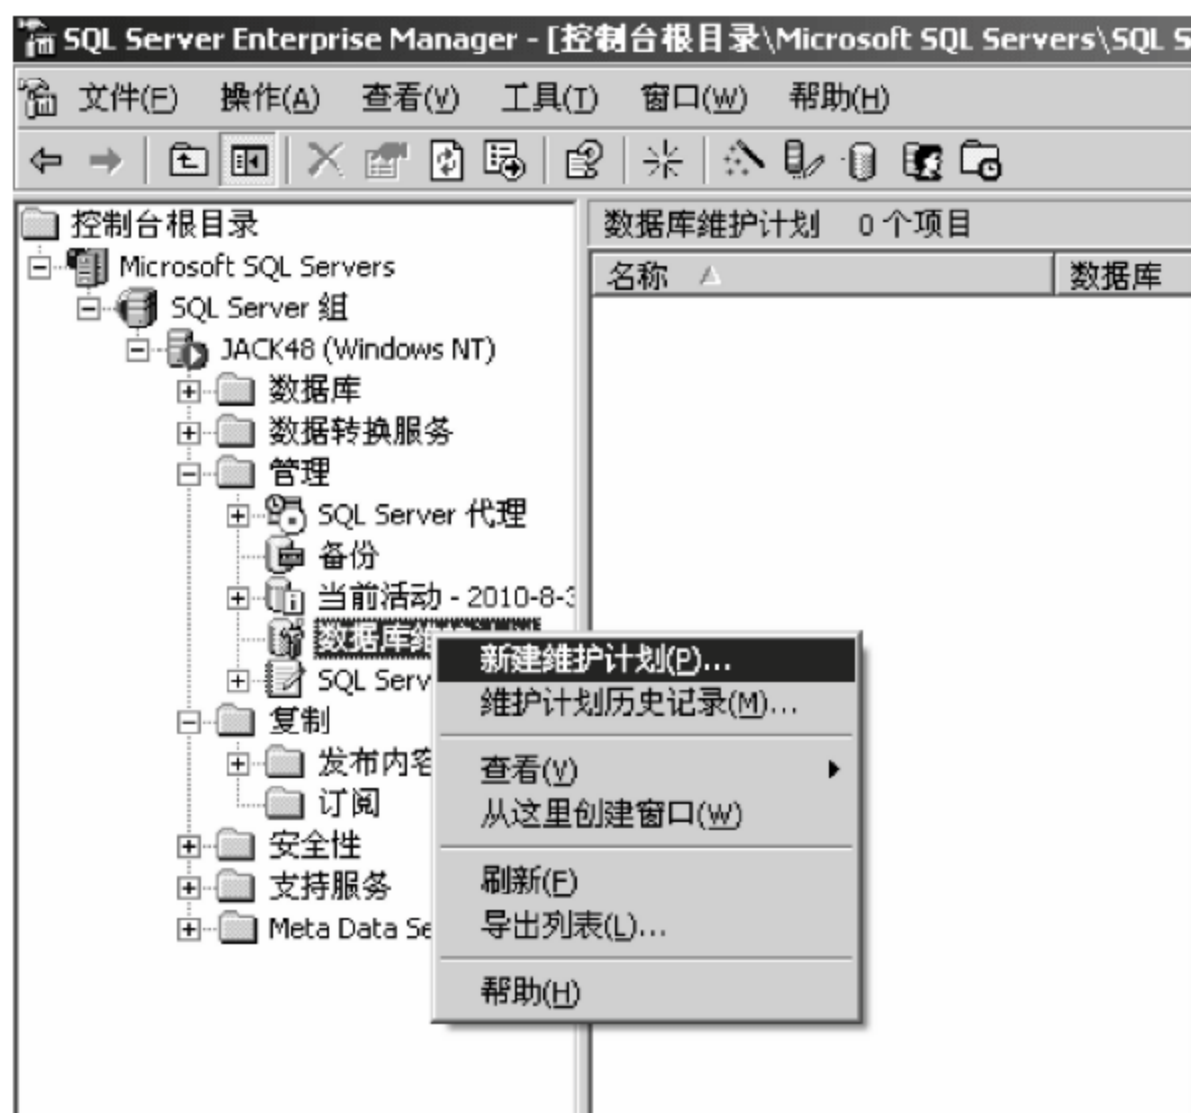 SQL Server Enterprise Manager - [控制台根目录\Microsoft SQL Servers\SQL S
文件(F) 操作(A) 查看(V) 工具(T) 窗口(W) 帮助(H)
控制台根目录
Microsoft SQL Servers
SQL Server 组
JACK48 (Windows NT)
数据库
数据转换服务
管理
SQL Server 代理
备份
当前活动 - 2010-8-3
数据库维
SQL Serv
复制
发布内容
订阅
安全性
支持服务
Meta Data Se
数据库维护计划 0 个项目
名称 数据库
新建维护计划(P)...
维护计划历史记录(M)...
查看(V)
从这里创建窗口(W)
刷新(F)
导出列表(L)...
帮助(H)